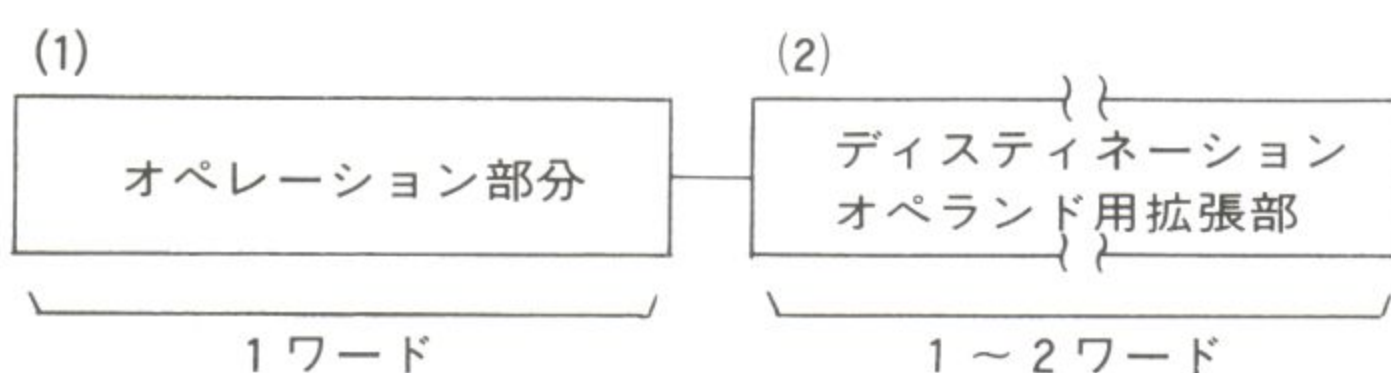 (1)
(2)
オペレーション部分
ディスティネーション
オペランド用拡張部
1ワード
1～2ワード